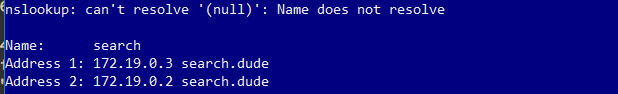 nslookup: can't resolve '(null)': Name does not resolve
Name:      search
Address 1: 172.19.0.3 search.dude
Address 2: 172.19.0.2 search.dude